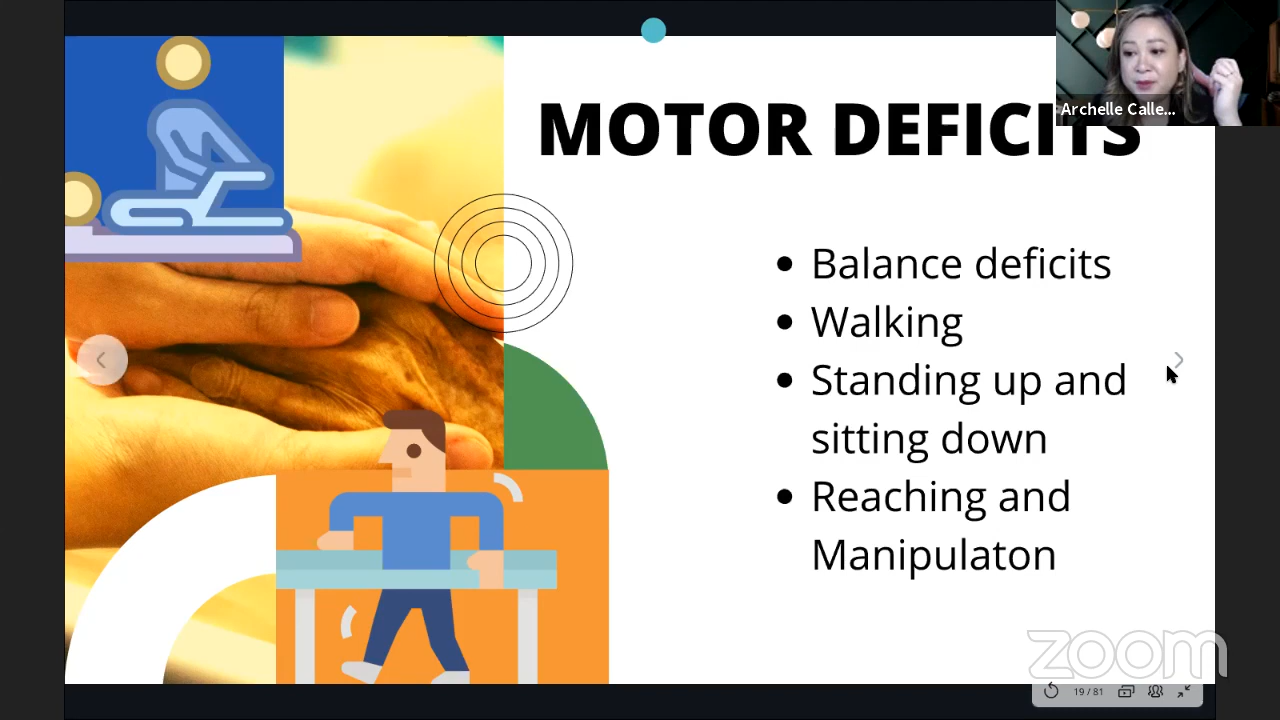 Archelle Calle...
MOTOR DEFICITS
• Balance deficits
• Walking
• Standing up and
sitting down
• Reaching and
Manipulaton
zoom
19/81